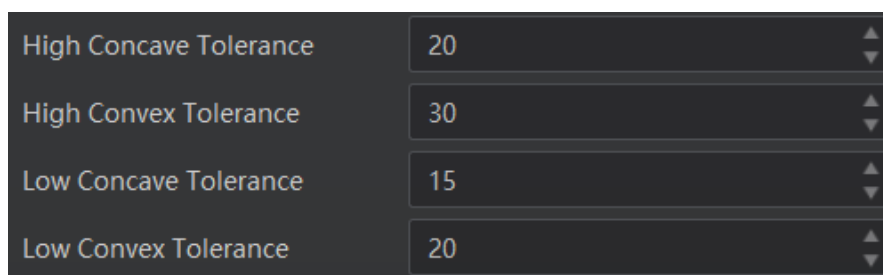 High Concave Tolerance 20
High Convex Tolerance 30
Low Concave Tolerance 15
Low Convex Tolerance 20